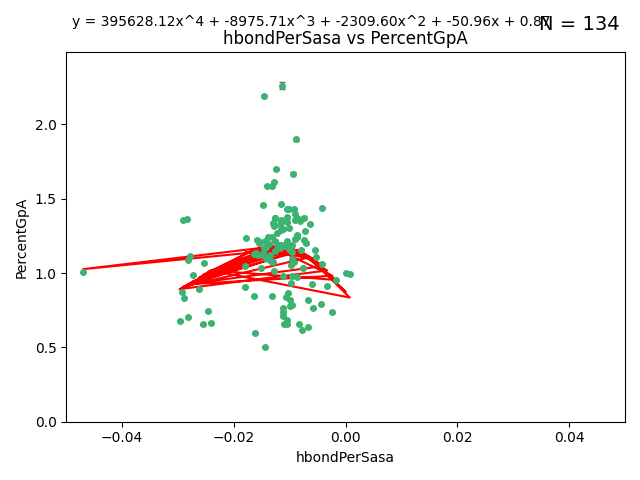 y = 395628.12x^4 + -8975.71x^3 + -2309.60x^2 + -50.96x + 0.87
N = 134
hbondPerSasa vs PercentGpA
PercentGpA
2.0
1.5
1.0
0.5
0.0
−0.04
−0.02
0.00
0.02
0.04
hbondPerSasa